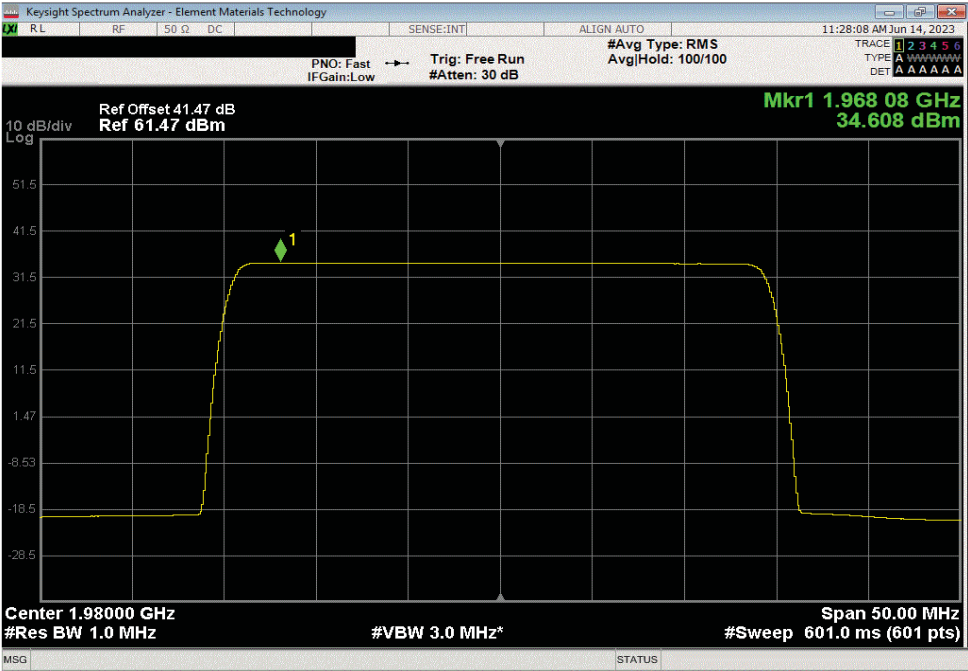 Keysight Spectrum Analyzer - Element Materials Technology
LXI RL RF 50 Ω DC SENSE:INT ALIGN AUTO 11:28:08 AM Jun 14, 2023
#Avg Type: RMS TRACE 1 2 3 4 5 6
PNO: Fast Trig: Free Run Avg|Hold: 100/100 TYPE A WWWWW
IFGain:Low #Atten: 30 dB DET A A A A A A
Mkr1 1.968 08 GHz
34.608 dBm
Ref Offset 41.47 dB
10 dB/div Ref 61.47 dBm
Log
51.5
1
41.5
31.5
21.5
11.5
1.47
-8.53
-18.5
-28.5
Center 1.98000 GHz Span 50.00 MHz
#Res BW 1.0 MHz #VBW 3.0 MHz* #Sweep 601.0 ms (601 pts)
MSG STATUS